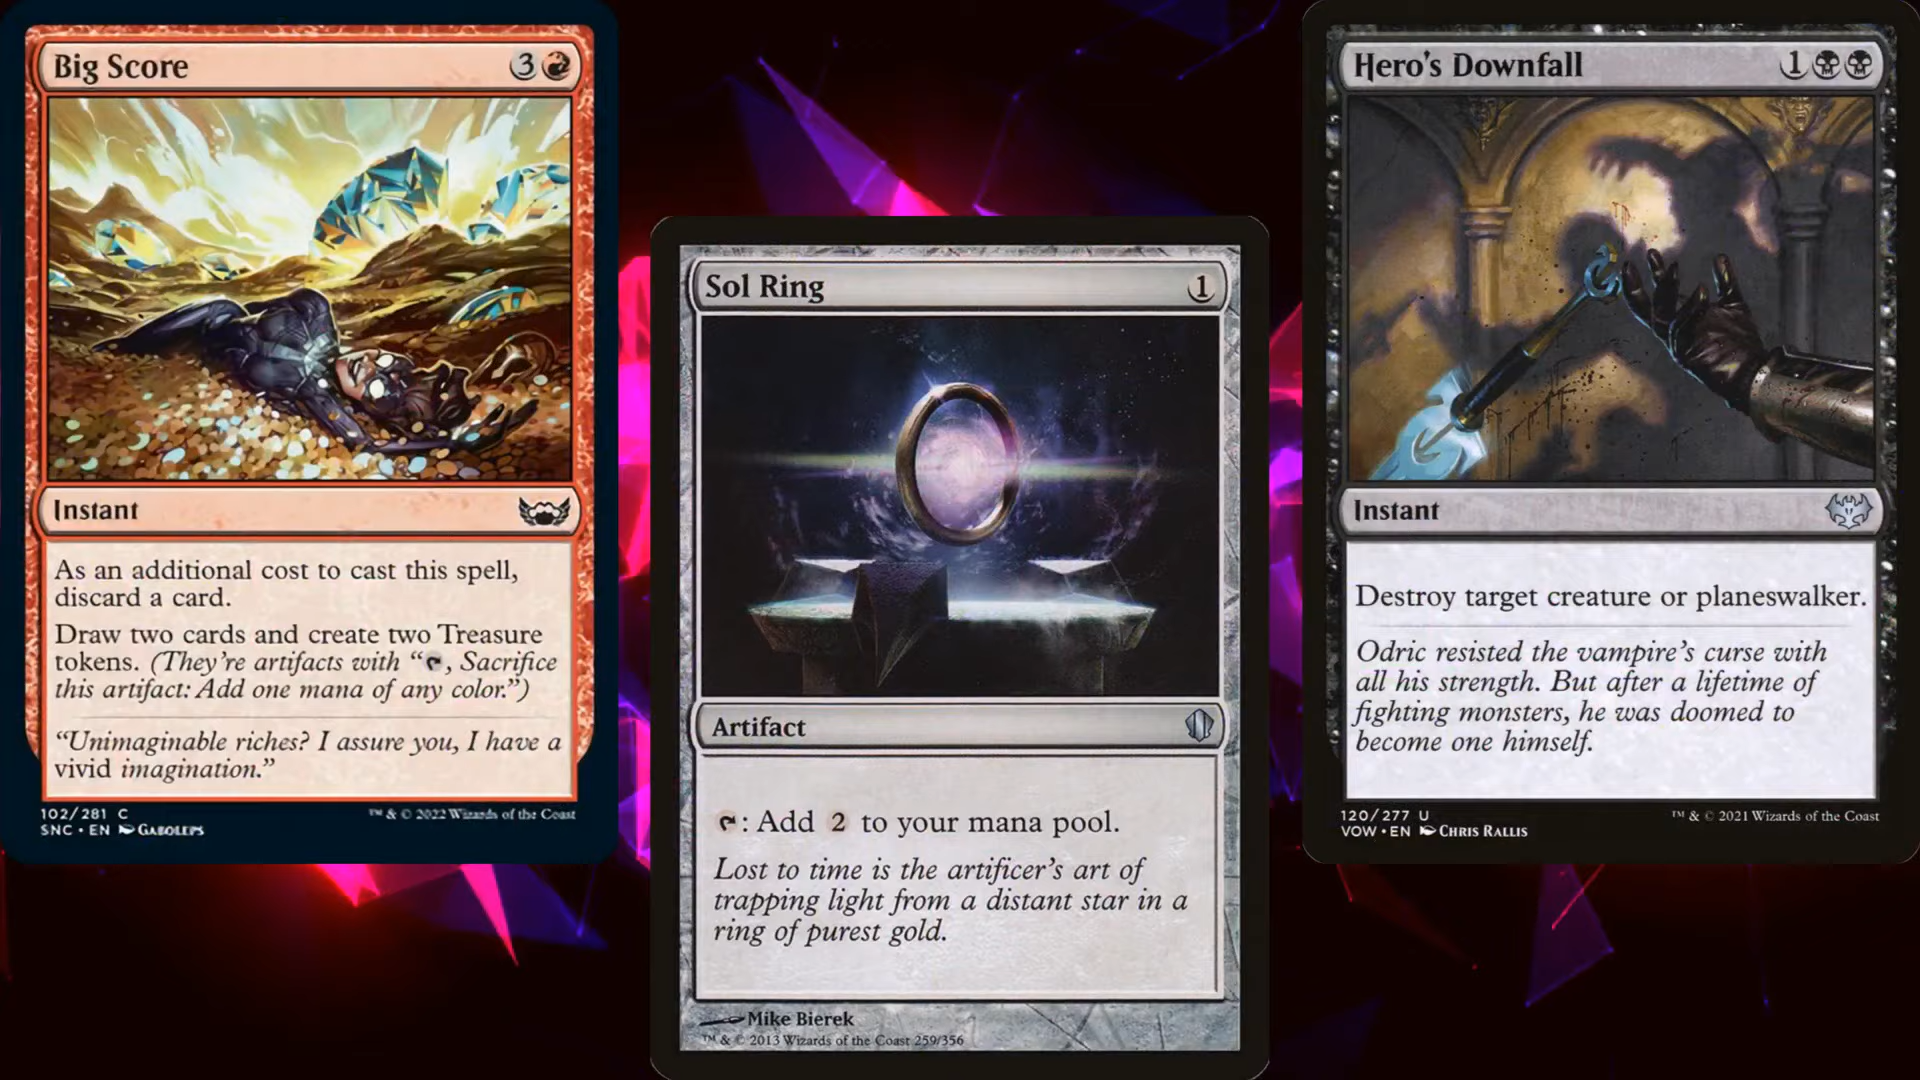 Big Score
3
Instant
As an additional cost to cast this spell,
discard a card.
Draw two cards and create two Treasure
tokens. (They're artifacts with “, Sacrifice
this artifact: Add one mana of any color.”)
“Unimaginable riches? I assure you, I have a
vivid imagination.”
102/281 C
SNC • EN GABOLEPS
™ & © 2022 Wizards of the Coast
Sol Ring
1
Artifact
: Add 2 to your mana pool.
Lost to time is the artificer's art of
trapping light from a distant star in a
ring of purest gold.
Mike Bierek
™ & © 2013 Wizards of the Coast 259/356
Hero's Downfall
1
Instant
Destroy target creature or planeswalker.
Odric resisted the vampire's curse with
all his strength. But after a lifetime of
fighting monsters, he was doomed to
become one himself.
120/277 U
VOW • EN CHRIS RALLIS
™ & © 2021 Wizards of the Coast